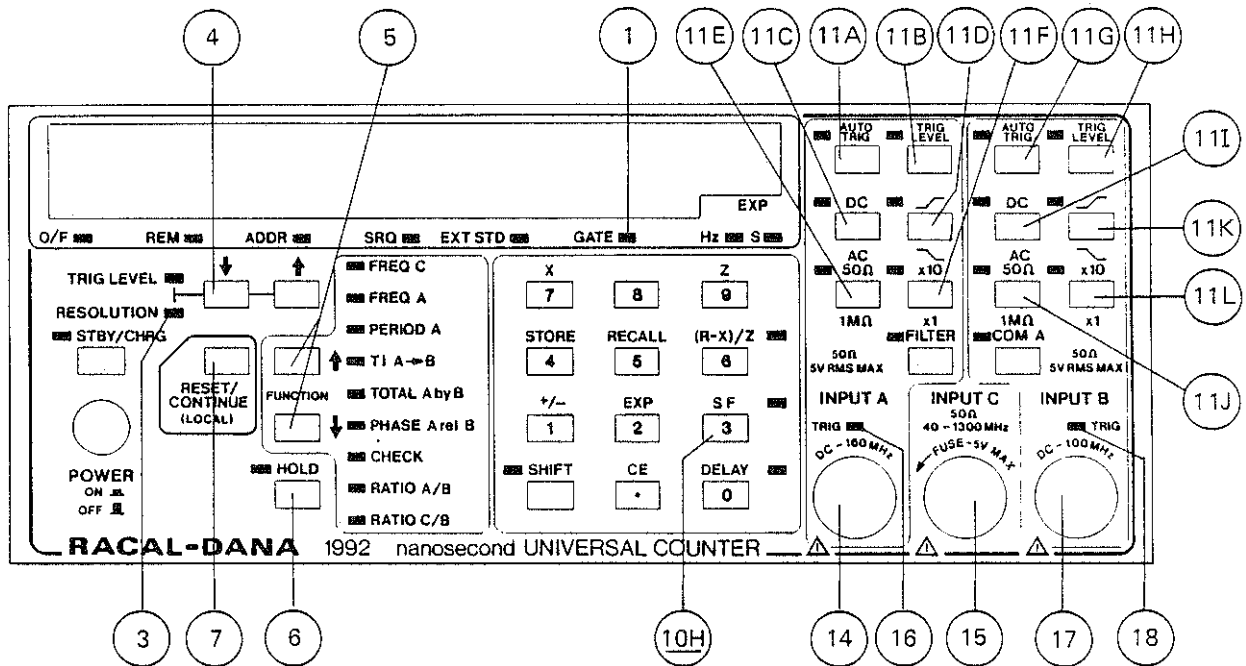 4 5 1 11E 11C 11A 11B 11D 11F 11G 11H
AUTO TRIG TRIG LEVEL AUTO TRIG TRIG LEVEL
11I
EXP
DC DC
O/F REM ADDR SRQ EXT STD GATE Hz S
11K
TRIG LEVEL
FREQ C
X Z
AC 50Ω x10 AC 50Ω x10
7 8 9
11L
RESOLUTION
FREQ A
1MΩ x1 1MΩ x1
STBY/CHRG
PERIOD A
STORE RECALL (R-X)/Z
FILTER COM A
4 5 6
TI A→B
50Ω 5V RMS MAX 50Ω 5V RMS MAX
RESET/
CONTINUE
(LOCAL)
FUNCTION
TOTAL A by B
+/- EXP SF
INPUT A INPUT C INPUT B
11J
PHASE A rel B
1 2 3
50Ω
40-1300MHz
TRIG TRIG
CHECK
DC-160MHz FUSE-5V MAX DC-100MHz
POWER
ON
OFF
HOLD
RATIO A/B
SHIFT CE DELAY
. 0
RATIO C/B
RACAL-DANA 1992 nanosecond UNIVERSAL COUNTER
3 7 6 10H 14 16 15 17 18